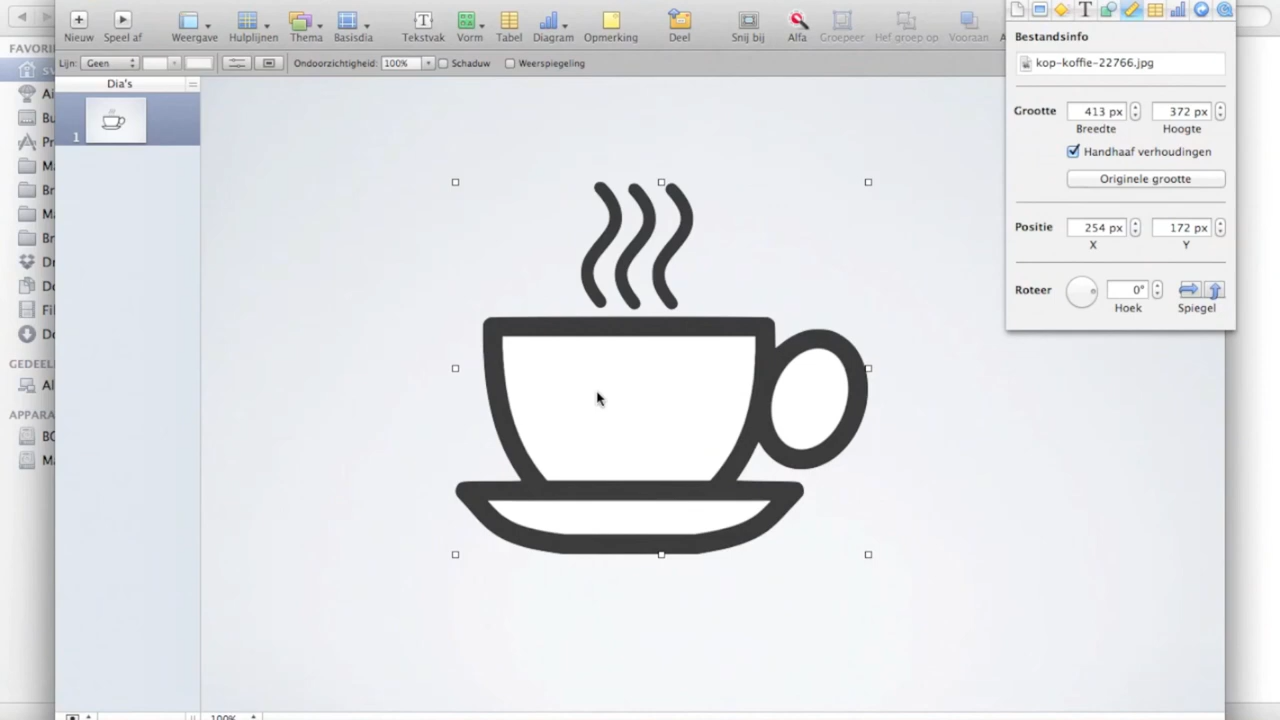 Nieuw Speel af Weergave Hulplijnen Thema Basisdia Tekstvak Vorm Tabel Diagram Opmerking Deel Snij bij Alfa Groepeer Hef groep op Vooraan
Lijn: Geen Ondoorzichtigheid: 100% Schaduw Weerspiegeling
Dia's
1
FAVORI
GEDEEL
APPARA
Bestandsinfo
kop-koffie-22766.jpg
Grootte 413 px 372 px
Breedte Hoogte
Handhaaf verhoudingen
Originele grootte
Positie 254 px 172 px
X Y
Roteer 0°
Hoek Spiegel
100%